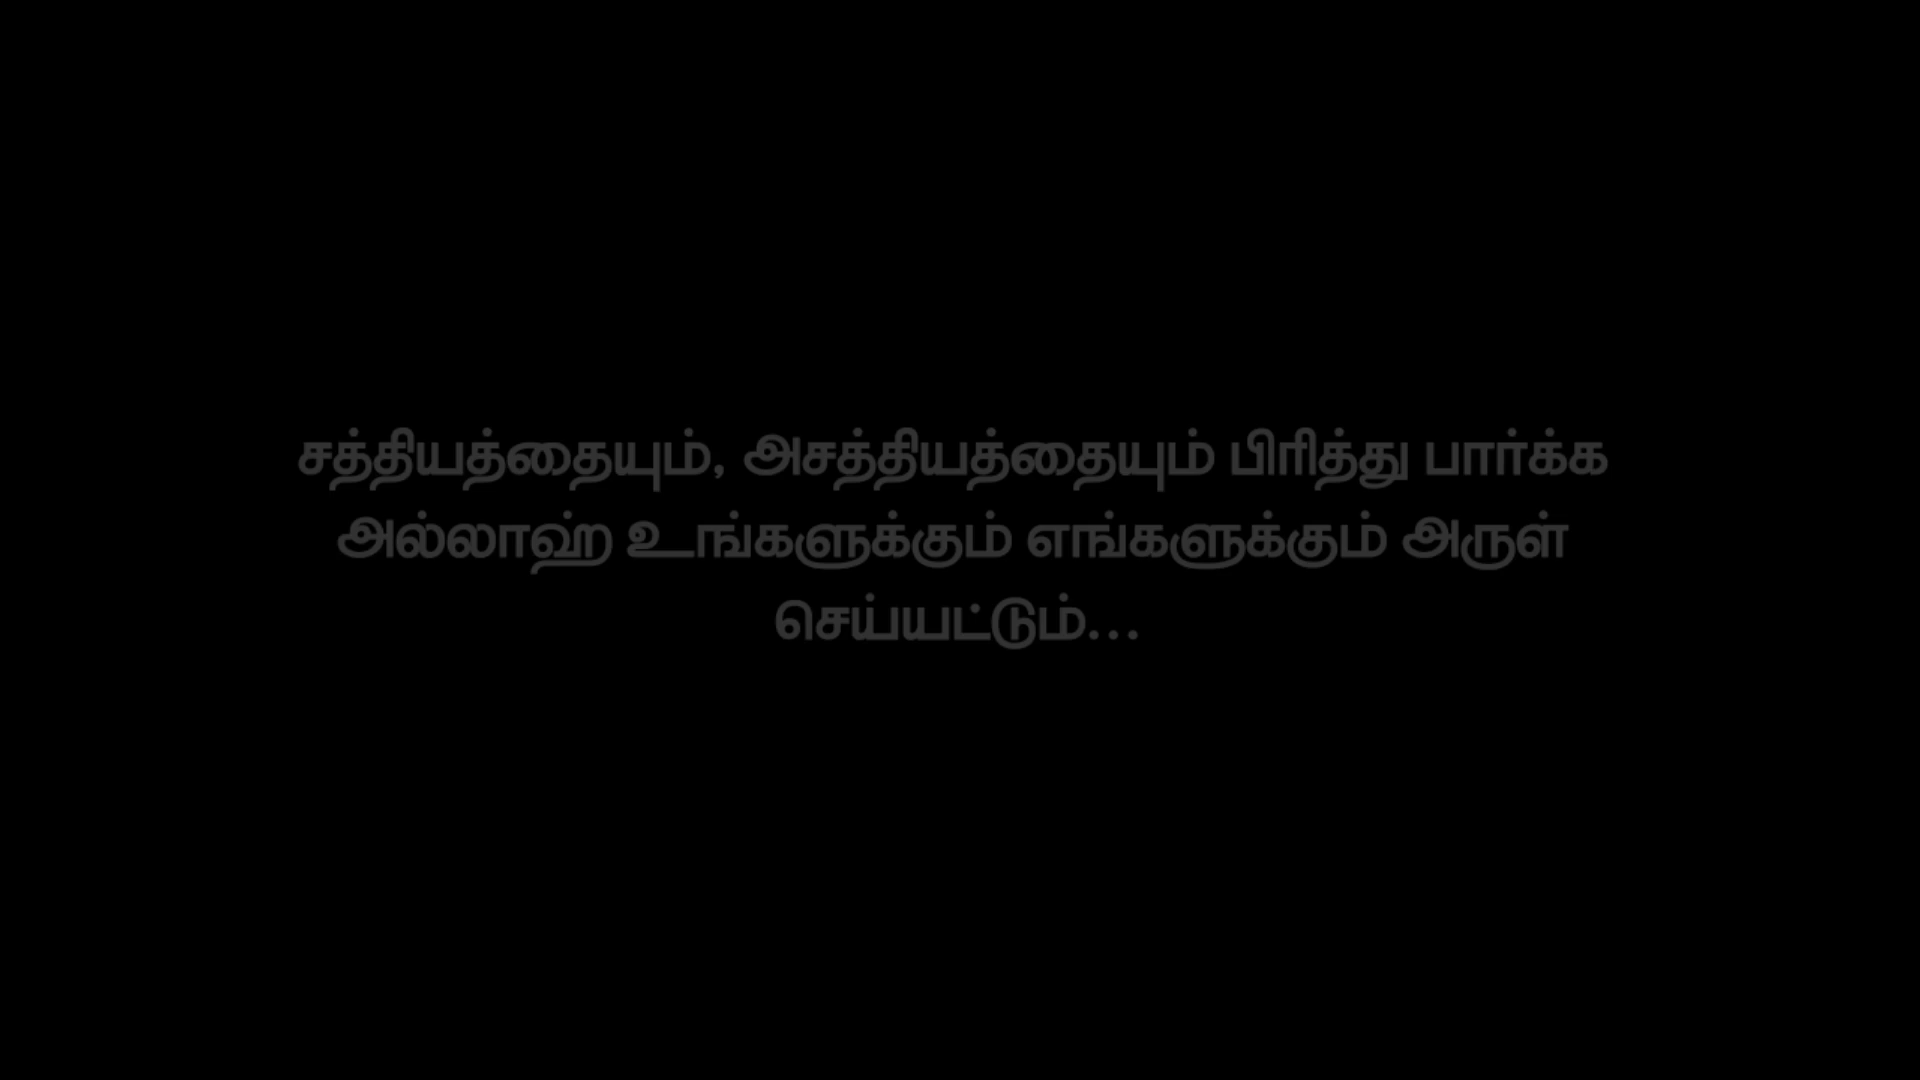 சத்தியத்தையும், அசத்தியத்தையும் பிரித்து பார்க்க
அல்லாஹ் உங்களுக்கும் எங்களுக்கும் அருள்
செய்யட்டும்...